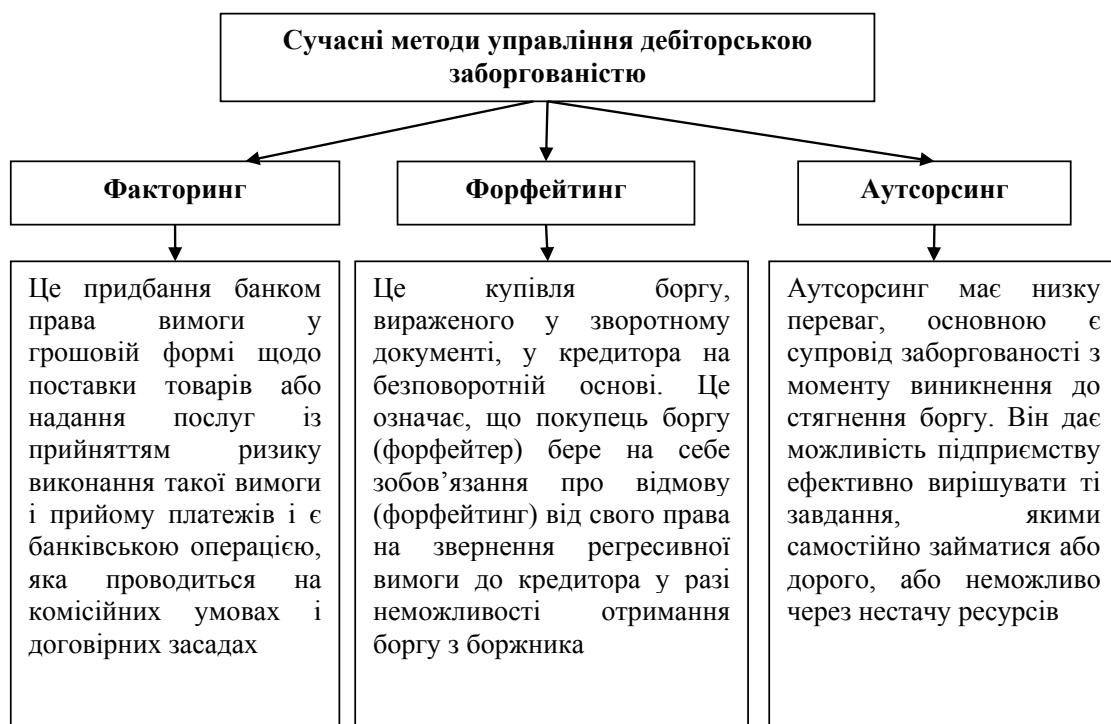 Сучасні методи управління дебіторською
заборгованістю
Факторинг
Форфейтинг
Аутсорсинг
Це придбання банком
права вимоги у
грошовій формі щодо
поставки товарів або
надання послуг із
прийняттям ризику
виконання такої вимоги
і прийому платежів і є
банківською операцією,
яка проводиться на
комісійних умовах і
договірних засадах
Це купівля боргу,
вираженого у зворотному
документі, у кредитора на
безповоротній основі. Це
означає, що покупець боргу
(форфейтер) бере на себе
зобов’язання про відмову
(форфейтинг) від свого права
на звернення регресивної
вимоги до кредитора у разі
неможливості отримання
боргу з боржника
Аутсорсинг має низку
переваг, основною є
супровід заборгованості з
моменту виникнення до
стягнення боргу. Він дає
можливість підприємству
ефективно вирішувати ті
завдання, якими
самостійно займатися або
дорого, або неможливо
через нестачу ресурсів